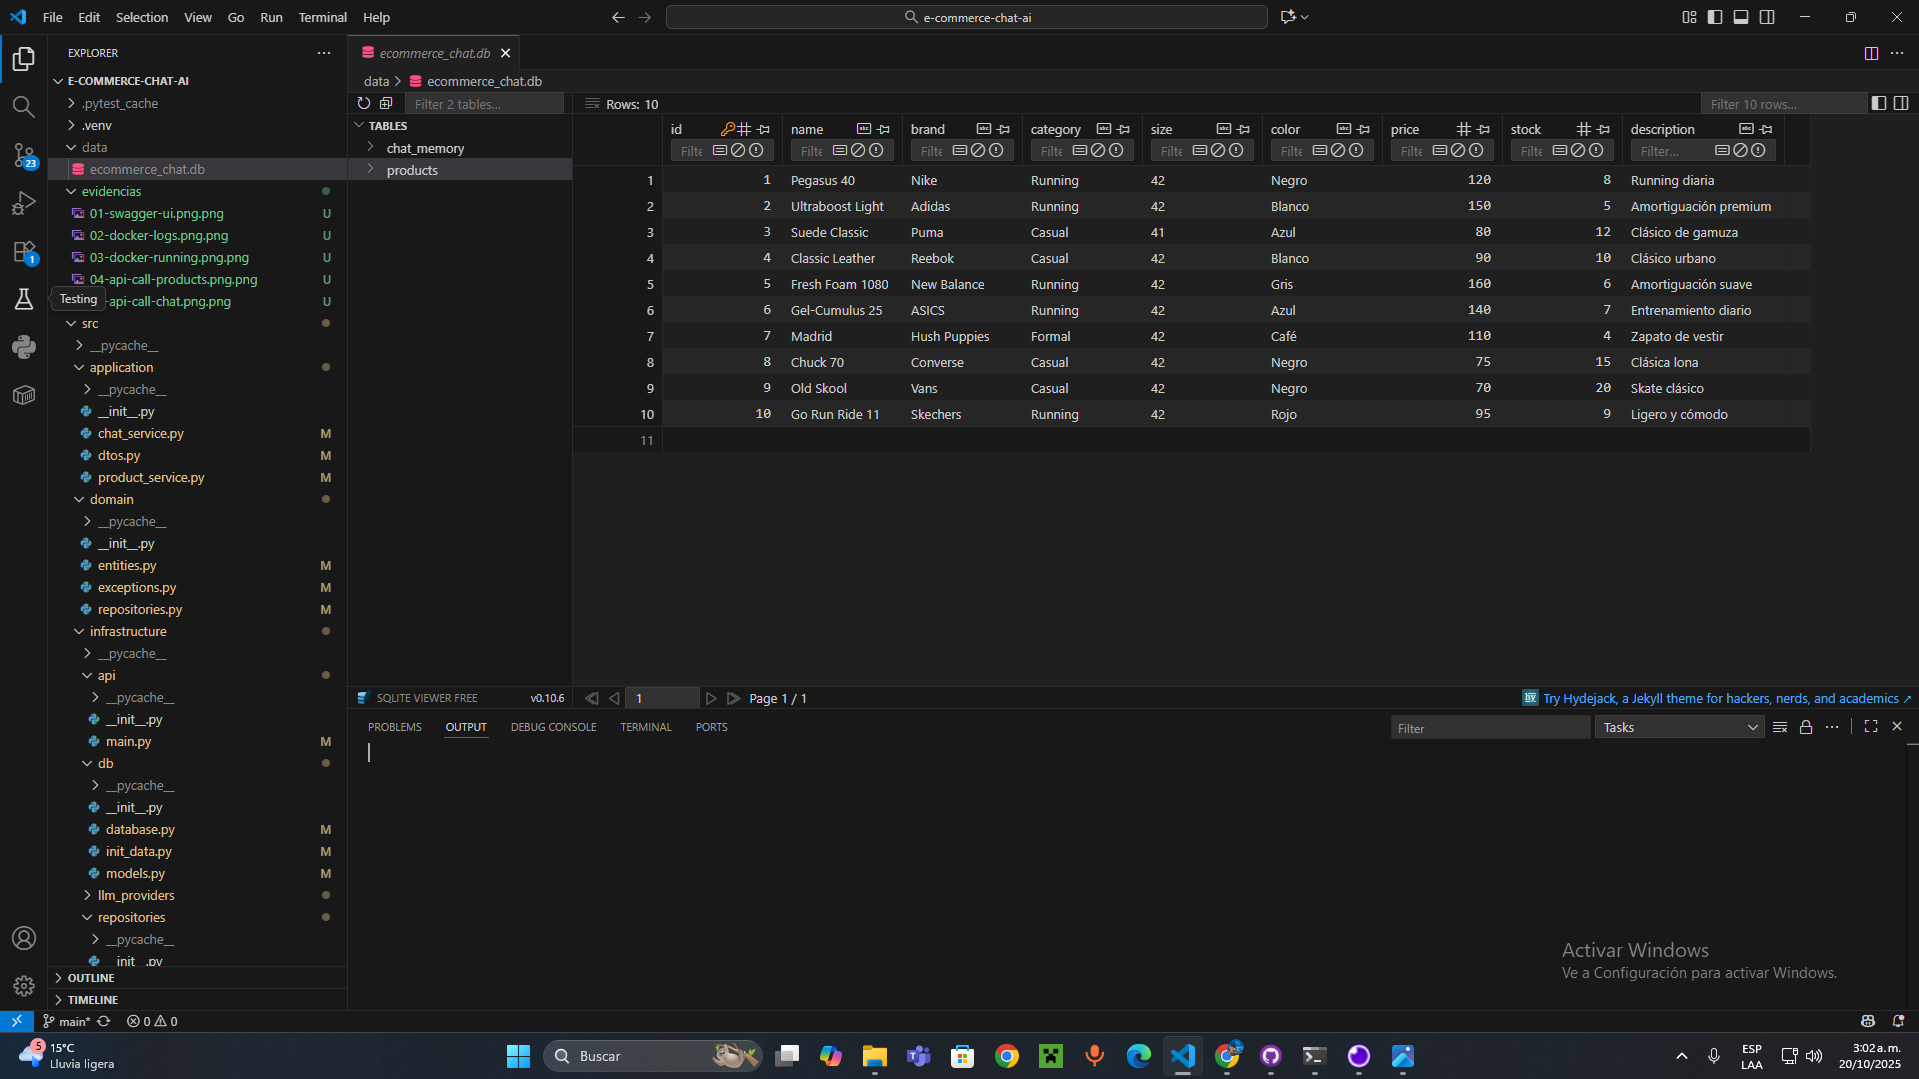 File Edit Selection View Go Run Terminal Help
e-commerce-chat-ai
EXPLORER
E-COMMERCE-CHAT-AI
.pytest_cache
.venv
data
ecommerce_chat.db
evidencias
01-swagger-ui.png.png U
02-docker-logs.png.png U
03-docker-running.png.png U
04-api-call-products.png.png U
-api-call-chat.png.png U
Testing
src
__pycache__
application
__pycache__
__init__.py
chat_service.py M
dtos.py M
product_service.py M
domain
__pycache__
__init__.py
entities.py M
exceptions.py M
repositories.py M
infrastructure
__pycache__
api
__pycache__
__init__.py
main.py M
db
__pycache__
__init__.py
database.py M
init_data.py M
models.py M
llm_providers
repositories
__pycache__
__init__.py
OUTLINE
TIMELINE
23
1
ecommerce_chat.db
data > ecommerce_chat.db
Filter 2 tables...
TABLES
chat_memory
products
Rows: 10
Filter 10 rows...
id name brand category size color price stock description
Filte Filte Filte Filte Filte Filte Filte Filte Filter...
1 1 Pegasus 40 Nike Running 42 Negro 120 8 Running diaria
2 2 Ultraboost Light Adidas Running 42 Blanco 150 5 Amortiguación premium
3 3 Suede Classic Puma Casual 41 Azul 80 12 Clásico de gamuza
4 4 Classic Leather Reebok Casual 42 Blanco 90 10 Clásico urbano
5 5 Fresh Foam 1080 New Balance Running 42 Gris 160 6 Amortiguación suave
6 6 Gel-Cumulus 25 ASICS Running 42 Azul 140 7 Entrenamiento diario
7 7 Madrid Hush Puppies Formal 42 Café 110 4 Zapato de vestir
8 8 Chuck 70 Converse Casual 42 Negro 75 15 Clásica lona
9 9 Old Skool Vans Casual 42 Negro 70 20 Skate clásico
10 10 Go Run Ride 11 Skechers Running 42 Rojo 95 9 Ligero y cómodo
11
SQLITE VIEWER FREE v0.10.6
1 Page 1 / 1
Try Hydejack, a Jekyll theme for hackers, nerds, and academics ↗
PROBLEMS OUTPUT DEBUG CONSOLE TERMINAL PORTS
Filter
Tasks
Activar Windows
Ve a Configuración para activar Windows.
main* 0 0
5
15°C
Lluvia ligera
Buscar
ESP
LAA
3:02 a. m.
20/10/2025